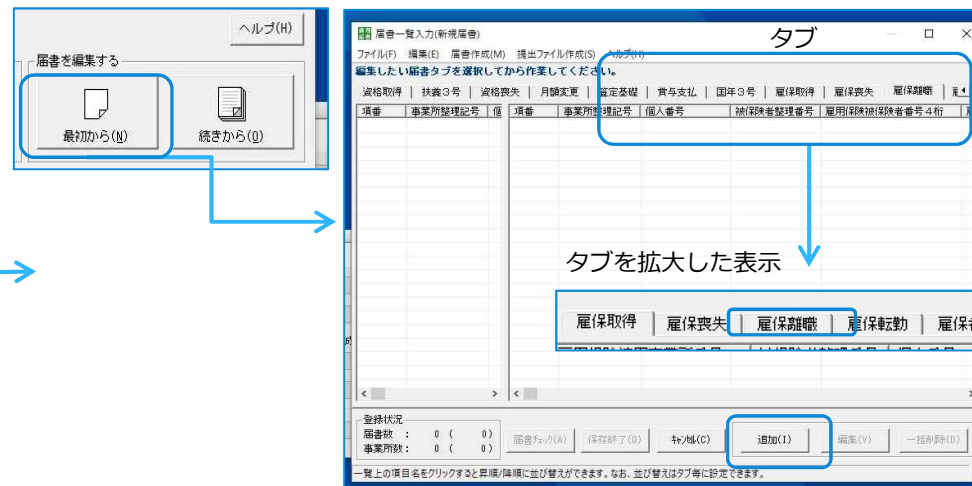 ヘルプ(H)
届書を編集する
最初から(N)
続きから(O)
タブ
届書一覧入力(新規届書)
ファイル(F) 編集(E) 届書作成(M) 提出ファイル作成(S) ヘルプ(H)
編集したい届書タブを選択してから作業してください。
資格取得 扶養3号 資格喪失 月額変更 算定基礎 賞与支払 国年3号 雇保取得 雇保喪失 雇保離職
項番 事業所整理記号 項番 事業所整理記号 個人番号 被保険者整理番号 雇用保険被保険者番号4桁
タブを拡大した表示
雇保取得 雇保喪失 雇保離職 雇保転勤 雇保
登録状況
届書数 : 0 ( 0)
事業所数: 0 ( 0)
届書チェック(A) 保存終了(O) キャンセル(C) 追加(I) 編集(V) 一括削除(D)
一覧上の項目名をクリックすると昇順/降順に並び替えができます。なお、並び替えはタブ毎に設定できます。